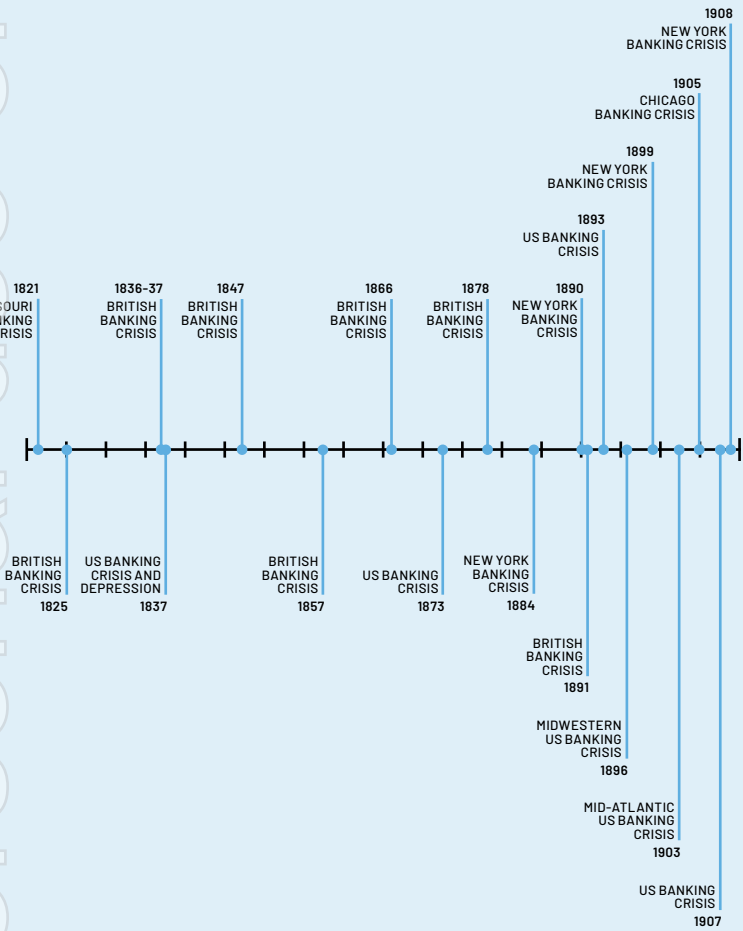 1908
NEW YORK
BANKING CRISIS
1905
CHICAGO
BANKING CRISIS
1899
NEW YORK
BANKING CRISIS
1893
US BANKING
CRISIS
1821
SOURI
KING
RISIS
1836-37
BRITISH
BANKING
CRISIS
1847
BRITISH
BANKING
CRISIS
1866
BRITISH
BANKING
CRISIS
1878
BRITISH
BANKING
CRISIS
1890
NEW YORK
BANKING
CRISIS
BRITISH
BANKING
CRISIS
1825
US BANKING
CRISIS AND
DEPRESSION
1837
BRITISH
BANKING
CRISIS
1857
US BANKING
CRISIS
1873
NEW YORK
BANKING
CRISIS
1884
BRITISH
BANKING
CRISIS
1891
MIDWESTERN
US BANKING
CRISIS
1896
MID-ATLANTIC
US BANKING
CRISIS
1903
US BANKING
CRISIS
1907